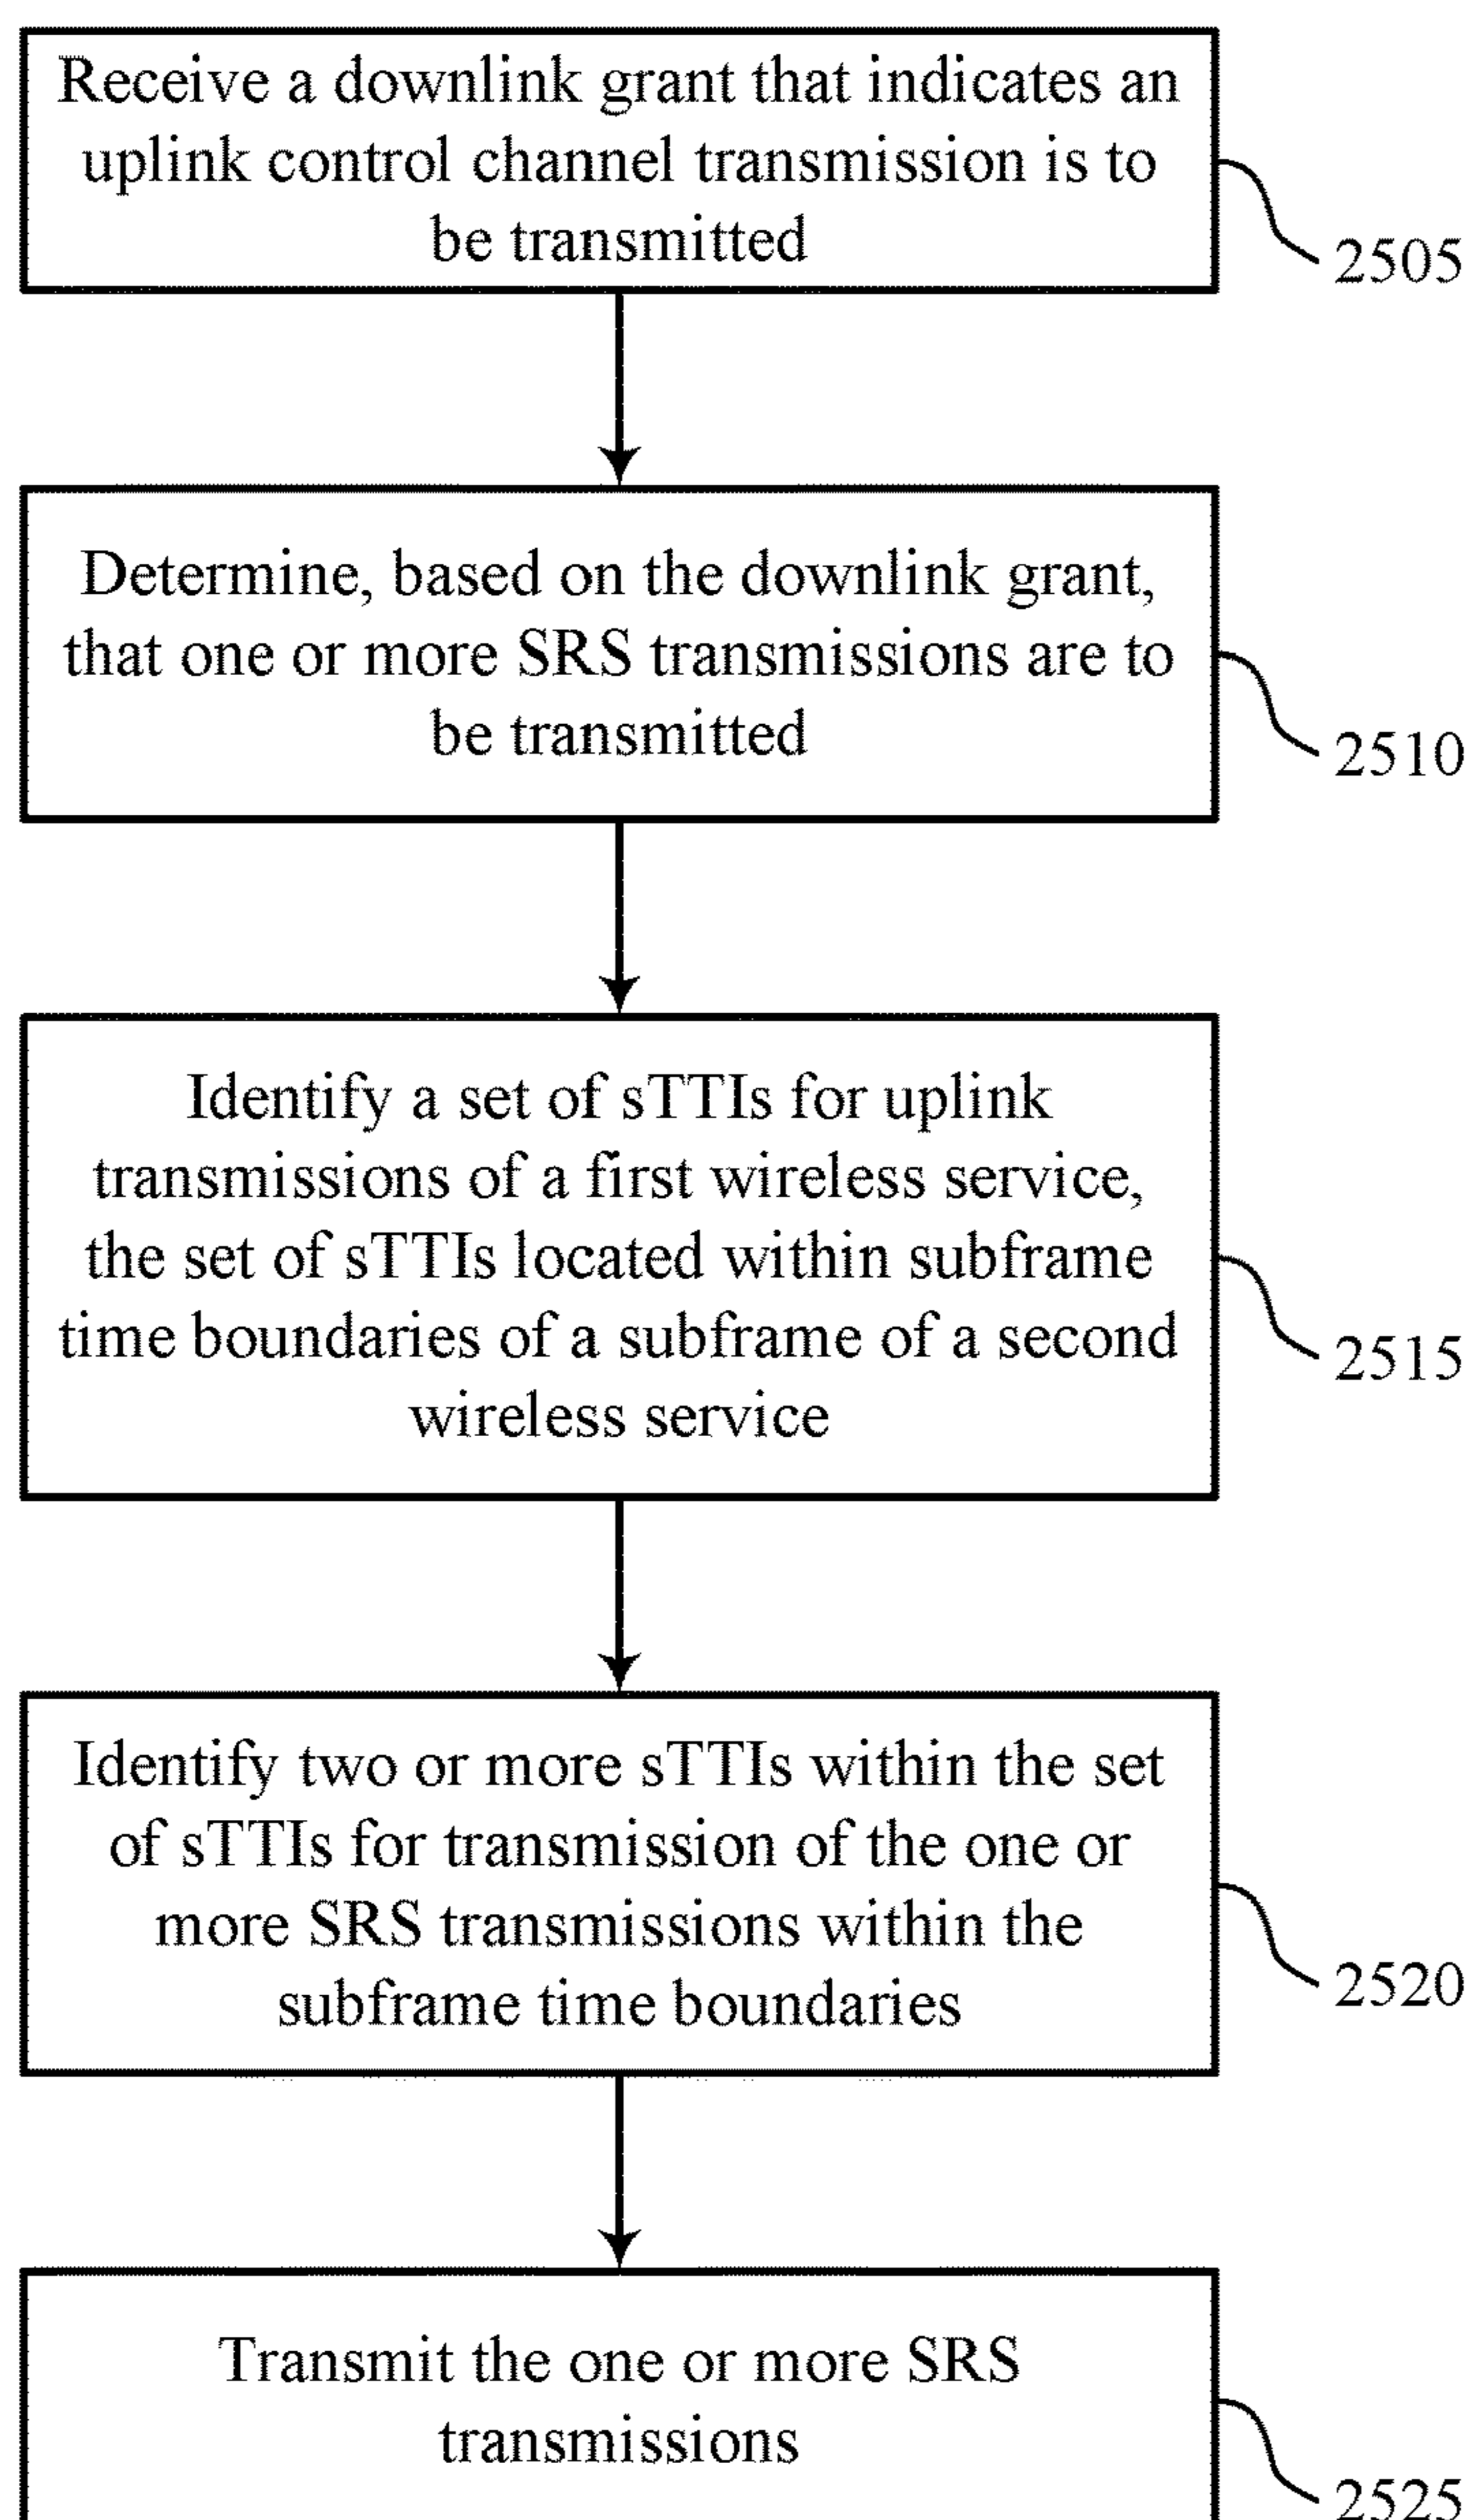 Receive a downlink grant that indicates an
uplink control channel transmission is to
be transmitted
2505
Determine, based on the downlink grant,
that one or more SRS transmissions are to
be transmitted
2510
Identify a set of sTTIs for uplink
transmissions of a first wireless service,
the set of sTTIs located within subframe
time boundaries of a subframe of a second
wireless service
2515
Identify two or more sTTIs within the set
of sTTIs for transmission of the one or
more SRS transmissions within the
subframe time boundaries
2520
Transmit the one or more SRS
transmissions
2525